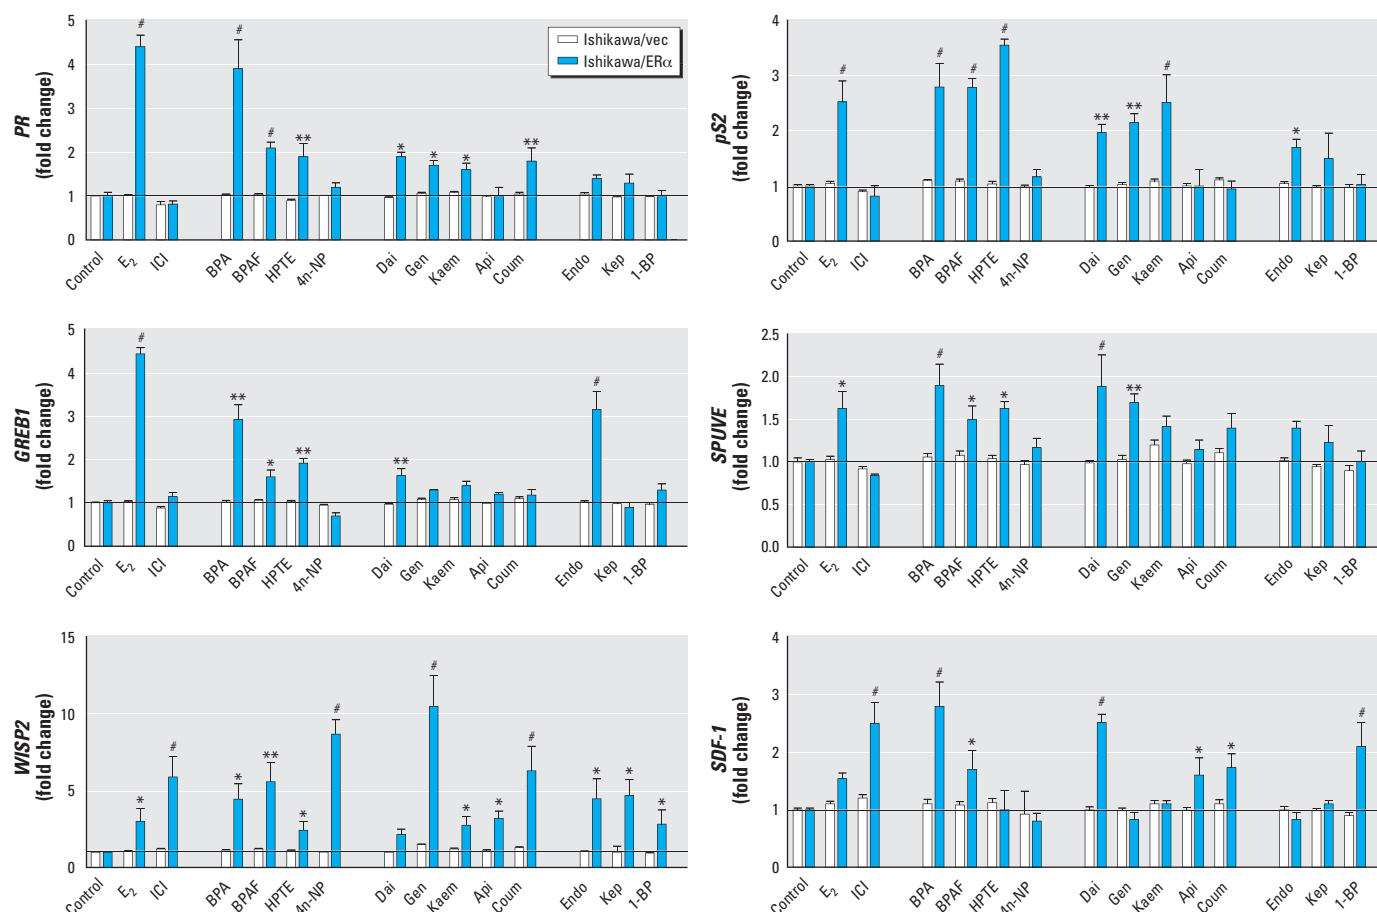 PR
(fold change)
5
4
3
2
1
0
# # # ** * * * **
Ishikawa/vec
Ishikawa/ERα
Control E₂ ICI BPA BPAF HPTE 4n-NP Dai Gen Kaem Api Coum Endo Kep 1-BP
pS2
(fold change)
4
3
2
1
0
# # # # ** ** # *
Control E₂ ICI BPA BPAF HPTE 4n-NP Dai Gen Kaem Api Coum Endo Kep 1-BP
GREB1
(fold change)
5
4
3
2
1
0
# ** * ** ** #
Control E₂ ICI BPA BPAF HPTE 4n-NP Dai Gen Kaem Api Coum Endo Kep 1-BP
SPUVE
(fold change)
2.5
2.0
1.5
1.0
0.5
0.0
* # * * # **
Control E₂ ICI BPA BPAF HPTE 4n-NP Dai Gen Kaem Api Coum Endo Kep 1-BP
WISP2
(fold change)
15
10
5
0
* # * ** * # # * * # * * *
Control E₂ ICI BPA BPAF HPTE 4n-NP Dai Gen Kaem Api Coum Endo Kep 1-BP
SDF-1
(fold change)
4
3
2
1
0
# # * # * * #
Control E₂ ICI BPA BPAF HPTE 4n-NP Dai Gen Kaem Api Coum Endo Kep 1-BP